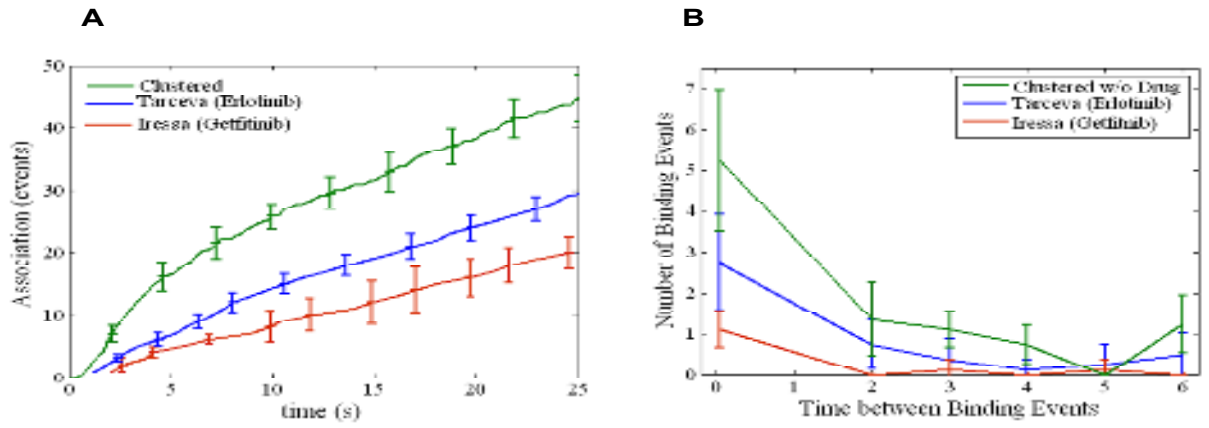 A
B
50
40
30
20
10
0
Association (events)
Clustered
Tarceva (Erlotinib)
Iressa (Getfitinib)
0
5
10
15
20
25
time (s)
7
6
5
4
3
2
1
0
Number of Binding Events
Clustered w/o Drug
Tarceva (Erlotinib)
Iressa (Getfitnib)
0
1
2
3
4
5
6
Time between Binding Events